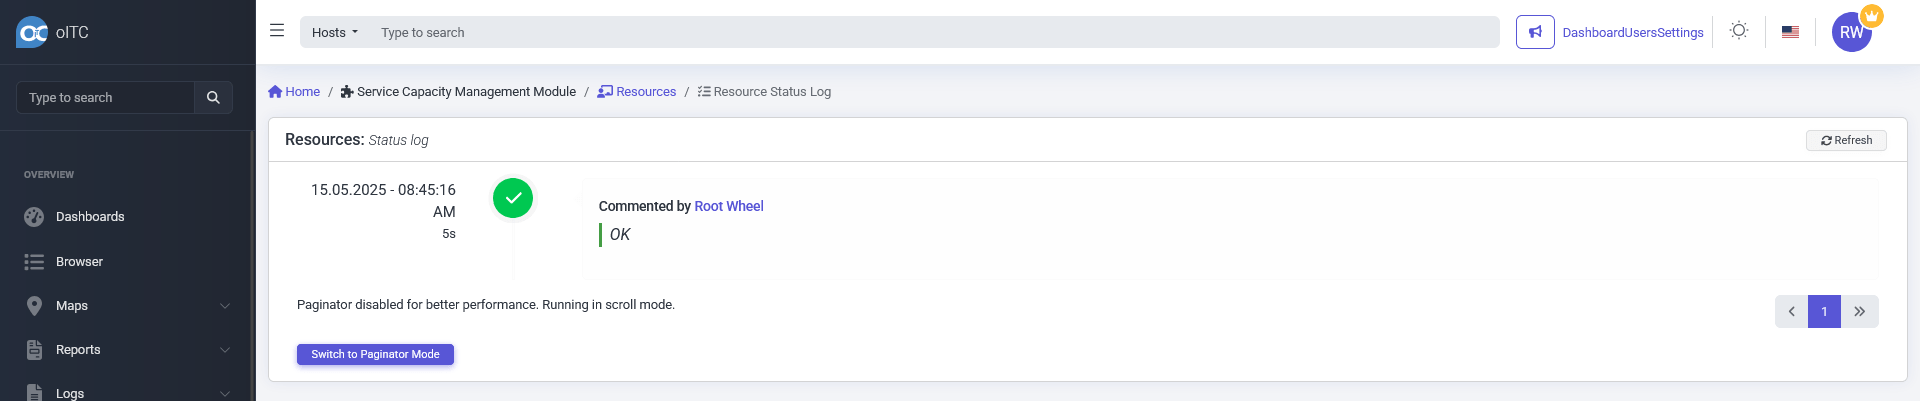 oITC
Hosts
Type to search
DashboardUsersSettings
RW
Type to search
Home / Service Capacity Management Module / Resources / Resource Status Log
Resources: Status log
Refresh
OVERVIEW
Dashboards
Browser
Maps
Reports
Logs
15.05.2025 - 08:45:16
AM
5s
Commented by Root Wheel
OK
Paginator disabled for better performance. Running in scroll mode.
1
Switch to Paginator Mode